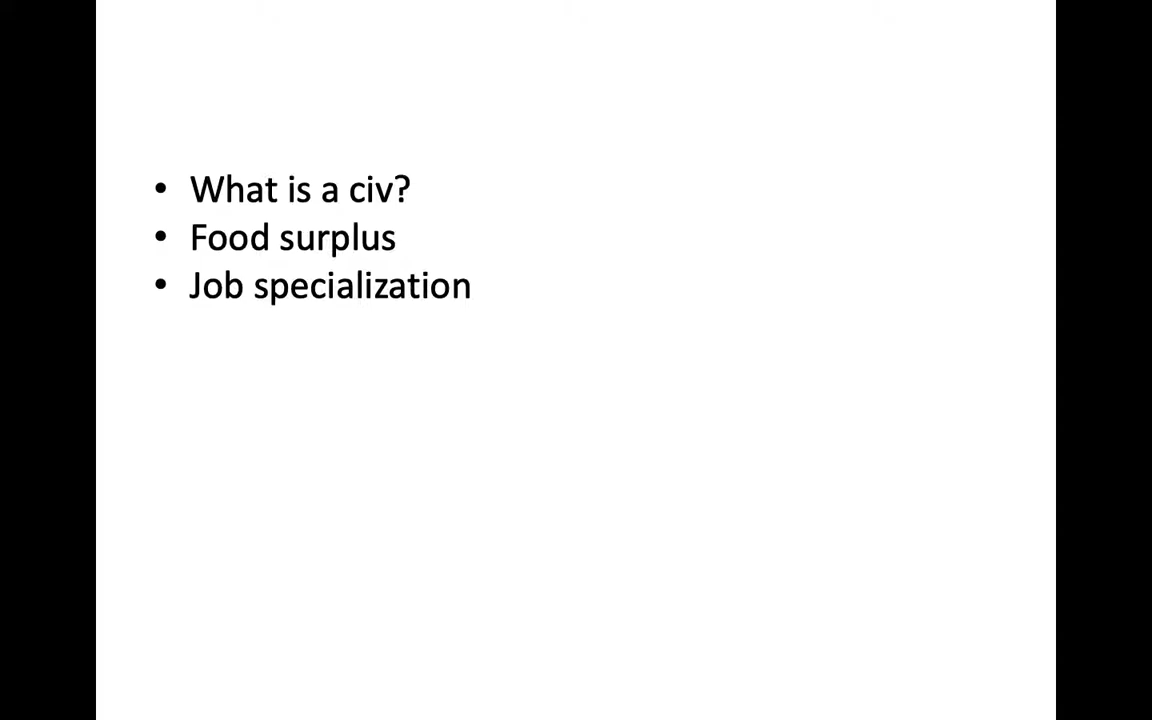 • What is a civ?
• Food surplus
• Job specialization